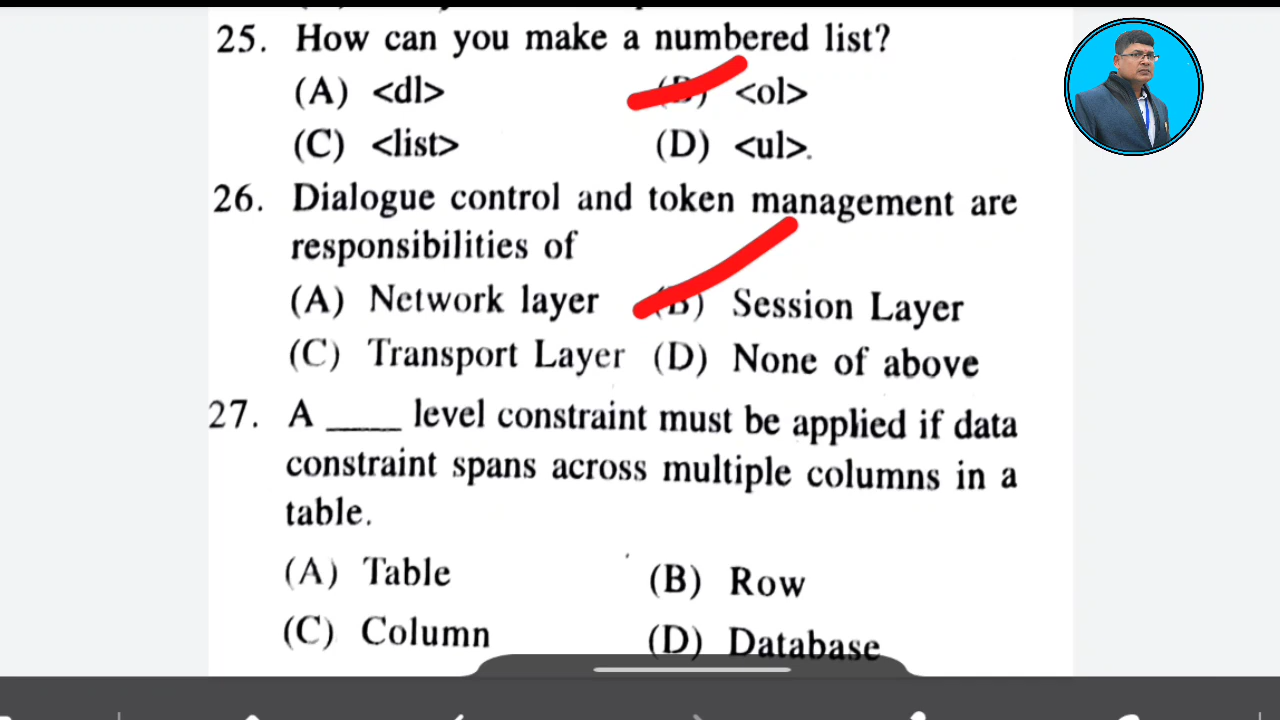 25. How can you make a numbered list?
(A) <dl> (B) <ol>
(C) <list> (D) <ul>.
26. Dialogue control and token management are
responsibilities of
(A) Network layer (B) Session Layer
(C) Transport Layer (D) None of above
27. A ____ level constraint must be applied if data
constraint spans across multiple columns in a
table.
(A) Table (B) Row
(C) Column (D) Database